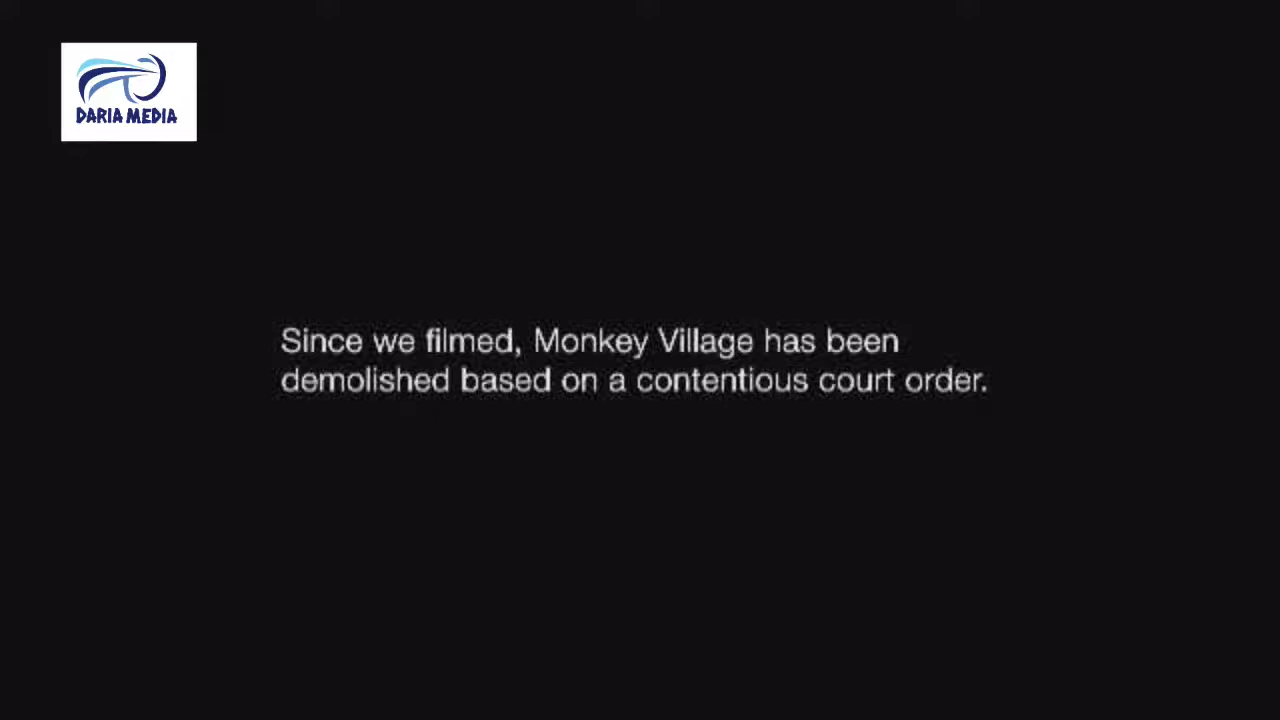 DARIA MEDIA
Since we filmed, Monkey Village has been
demolished based on a contentious court order.